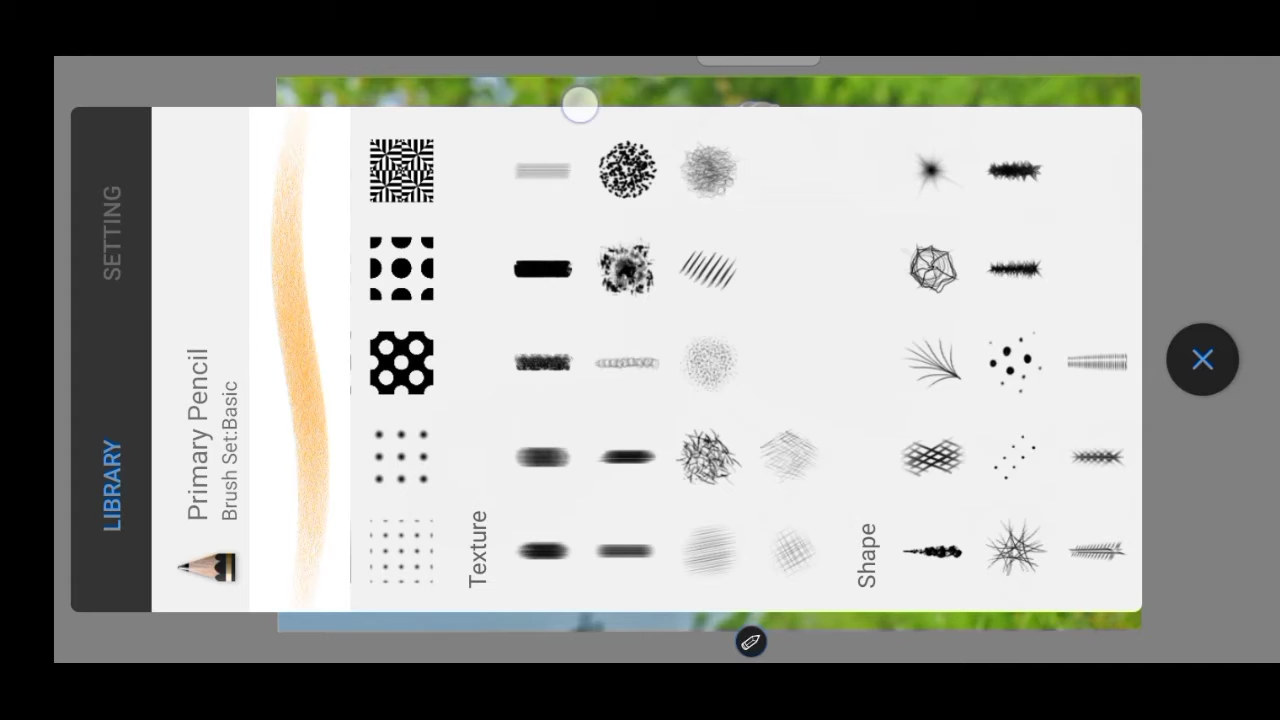 LIBRARY
SETTING
Primary Pencil
Brush Set:Basic
Texture
Shape